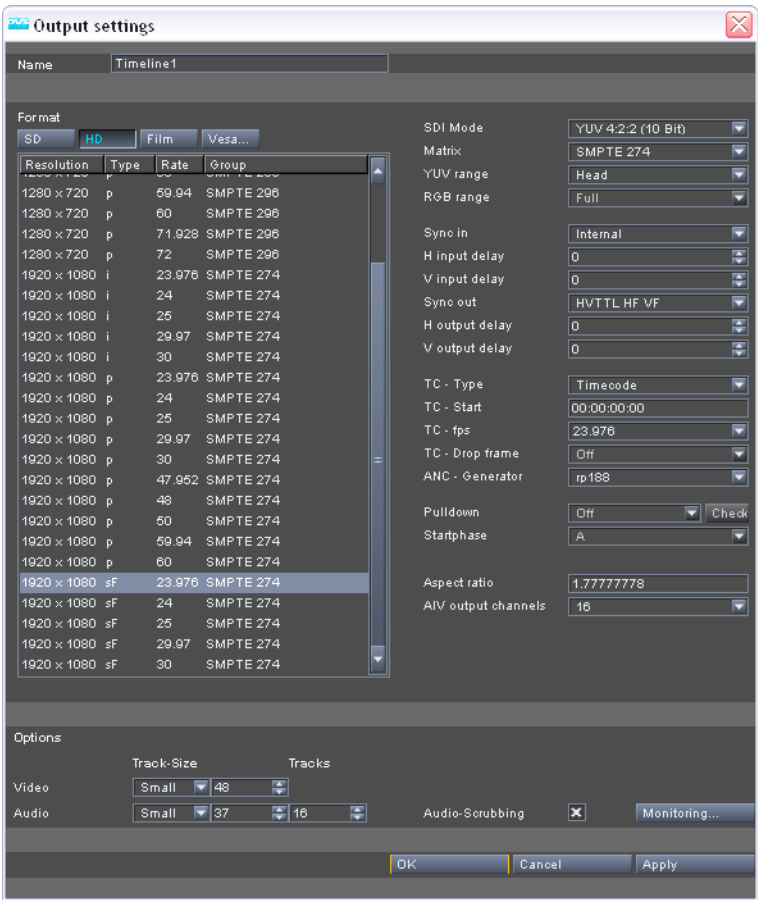 Output settings
Name Timeline1
Format
SD HD Film Vesa...
Resolution Type Rate Group
1280 x 720 p 59.94 SMPTE 296
1280 x 720 p 60 SMPTE 296
1280 x 720 p 71.928 SMPTE 296
1280 x 720 p 72 SMPTE 296
1920 x 1080 i 23.976 SMPTE 274
1920 x 1080 i 24 SMPTE 274
1920 x 1080 i 25 SMPTE 274
1920 x 1080 i 29.97 SMPTE 274
1920 x 1080 i 30 SMPTE 274
1920 x 1080 p 23.976 SMPTE 274
1920 x 1080 p 24 SMPTE 274
1920 x 1080 p 25 SMPTE 274
1920 x 1080 p 29.97 SMPTE 274
1920 x 1080 p 30 SMPTE 274
1920 x 1080 p 47.952 SMPTE 274
1920 x 1080 p 48 SMPTE 274
1920 x 1080 p 50 SMPTE 274
1920 x 1080 p 59.94 SMPTE 274
1920 x 1080 p 60 SMPTE 274
1920 x 1080 sF 23.976 SMPTE 274
1920 x 1080 sF 24 SMPTE 274
1920 x 1080 sF 25 SMPTE 274
1920 x 1080 sF 29.97 SMPTE 274
1920 x 1080 sF 30 SMPTE 274
SDI Mode YUV 4:2:2 (10 Bit)
Matrix SMPTE 274
YUV range Head
RGB range Full
Sync in Internal
H input delay 0
V input delay 0
Sync out HVTTL HF VF
H output delay 0
V output delay 0
TC - Type Timecode
TC - Start 00:00:00:00
TC - fps 23.976
TC - Drop frame Off
ANC - Generator rp188
Pulldown Off Check
Startphase A
Aspect ratio 1.77777778
AIV output channels 16
Options
Track-Size Tracks
Video Small 48
Audio Small 37 16 Audio-Scrubbing Monitoring...
OK Cancel Apply